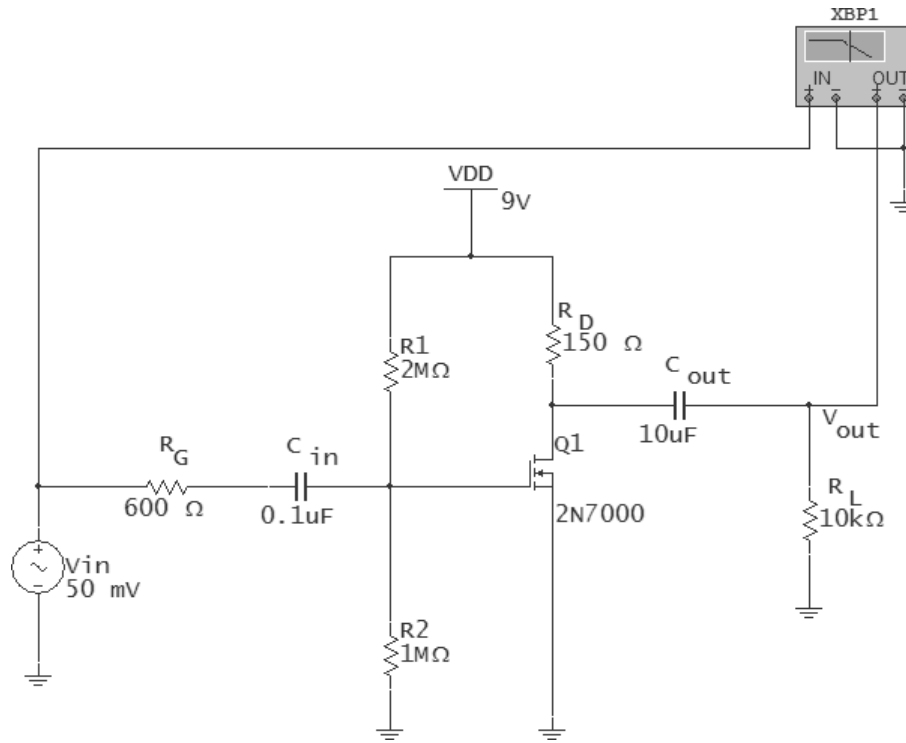 XBP1
IN OUT
+ − + −
VDD
9V
R1
2MΩ
R D
150 Ω
C out
10uF
V out
R G
600 Ω
C in
0.1uF
Q1
2N7000
R L
10kΩ
+
−
Vin
50 mV
R2
1MΩ